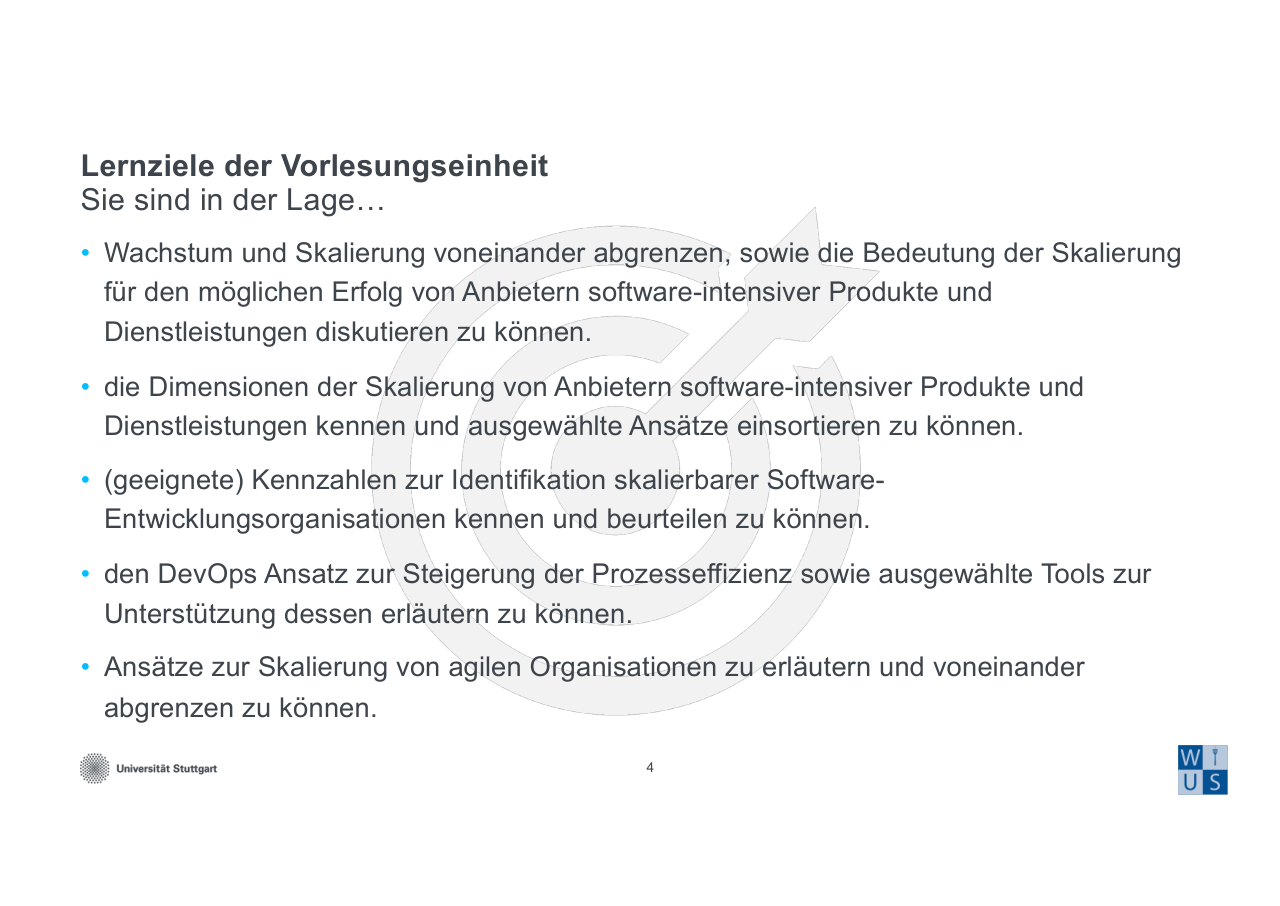 Lernziele der Vorlesungseinheit
Sie sind in der Lage…
• Wachstum und Skalierung voneinander abgrenzen, sowie die Bedeutung der Skalierung
für den möglichen Erfolg von Anbietern software-intensiver Produkte und
Dienstleistungen diskutieren zu können.
• die Dimensionen der Skalierung von Anbietern software-intensiver Produkte und
Dienstleistungen kennen und ausgewählte Ansätze einsortieren zu können.
• (geeignete) Kennzahlen zur Identifikation skalierbarer Software-
Entwicklungsorganisationen kennen und beurteilen zu können.
• den DevOps Ansatz zur Steigerung der Prozesseffizienz sowie ausgewählte Tools zur
Unterstützung dessen erläutern zu können.
• Ansätze zur Skalierung von agilen Organisationen zu erläutern und voneinander
abgrenzen zu können.
Universität Stuttgart
4
W I
U S